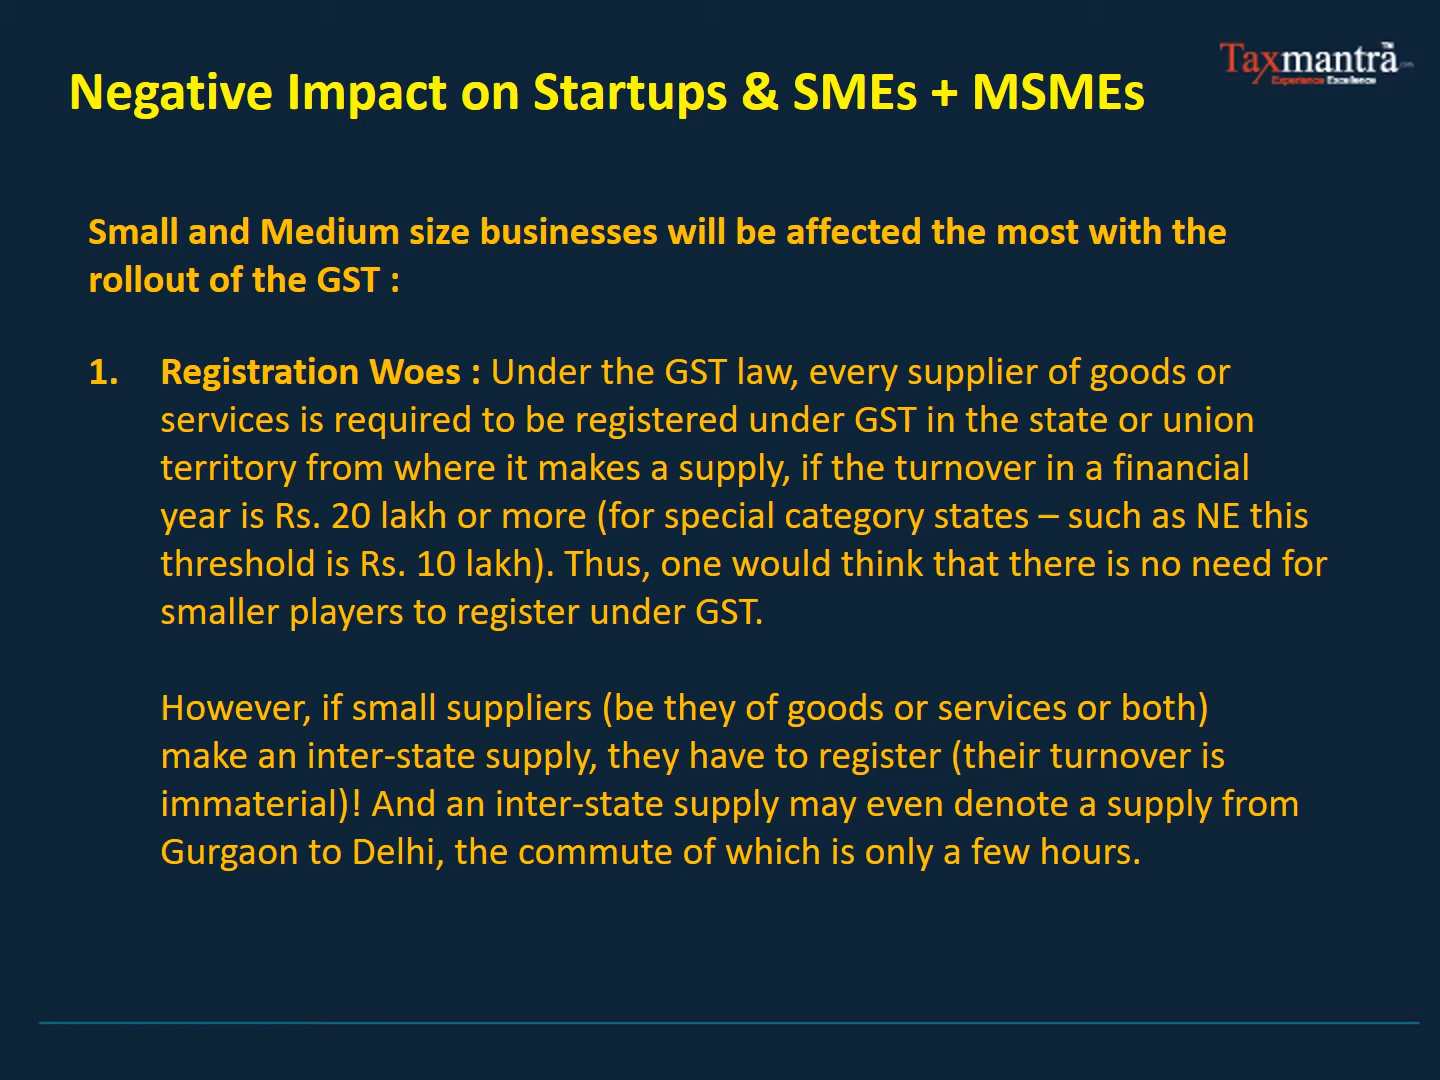 Taxmantra
Experience Excellence
Negative Impact on Startups & SMEs + MSMEs
Small and Medium size businesses will be affected the most with the
rollout of the GST :
1. Registration Woes : Under the GST law, every supplier of goods or
services is required to be registered under GST in the state or union
territory from where it makes a supply, if the turnover in a financial
year is Rs. 20 lakh or more (for special category states – such as NE this
threshold is Rs. 10 lakh). Thus, one would think that there is no need for
smaller players to register under GST.
However, if small suppliers (be they of goods or services or both)
make an inter-state supply, they have to register (their turnover is
immaterial)! And an inter-state supply may even denote a supply from
Gurgaon to Delhi, the commute of which is only a few hours.